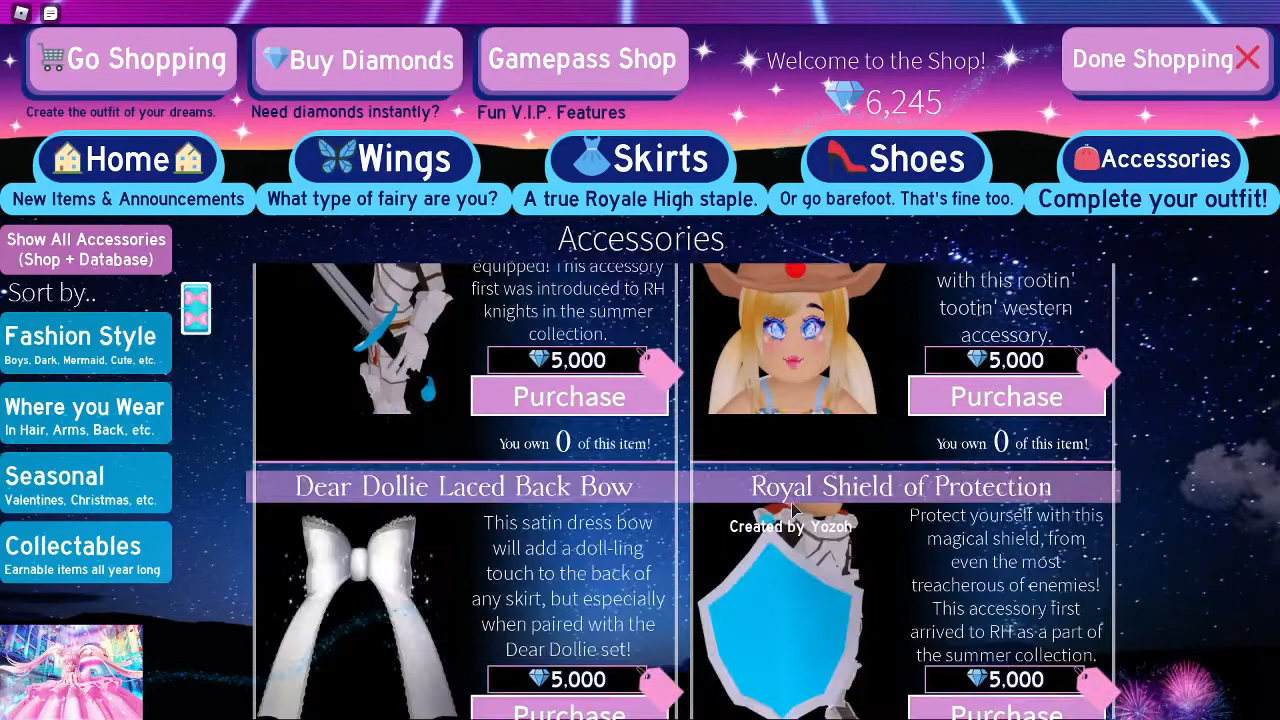 Go Shopping
Create the outfit of your dreams.
Buy Diamonds
Need diamonds instantly?
Gamepass Shop
Fun V.I.P. Features
Welcome to the Shop!
6,245
Done Shopping
Home
New Items & Announcements
Wings
What type of fairy are you?
Skirts
A true Royale High staple.
Shoes
Or go barefoot. That's fine too.
Accessories
Complete your outfit!
Show All Accessories
(Shop + Database)
Sort by..
Fashion Style
Boys, Dark, Mermaid, Cute, etc.
Where you Wear
In Hair, Arms, Back, etc.
Seasonal
Valentines, Christmas, etc.
Collectables
Earnable items all year long
Accessories
equipped! This accessory
first was introduced to RH
knights in the summer
collection.
5,000
Purchase
You own 0 of this item!
with this rootin'
tootin' western
accessory.
5,000
Purchase
You own 0 of this item!
Dear Dollie Laced Back Bow
This satin dress bow
will add a doll-ling
touch to the back of
any skirt, but especially
when paired with the
Dear Dollie set!
5,000
Purchase
Royal Shield of Protection
Created by Yozoh
Protect yourself with this
magical shield, from
even the most
treacherous of enemies!
This accessory first
arrived to RH as a part of
the summer collection.
5,000
Purchase